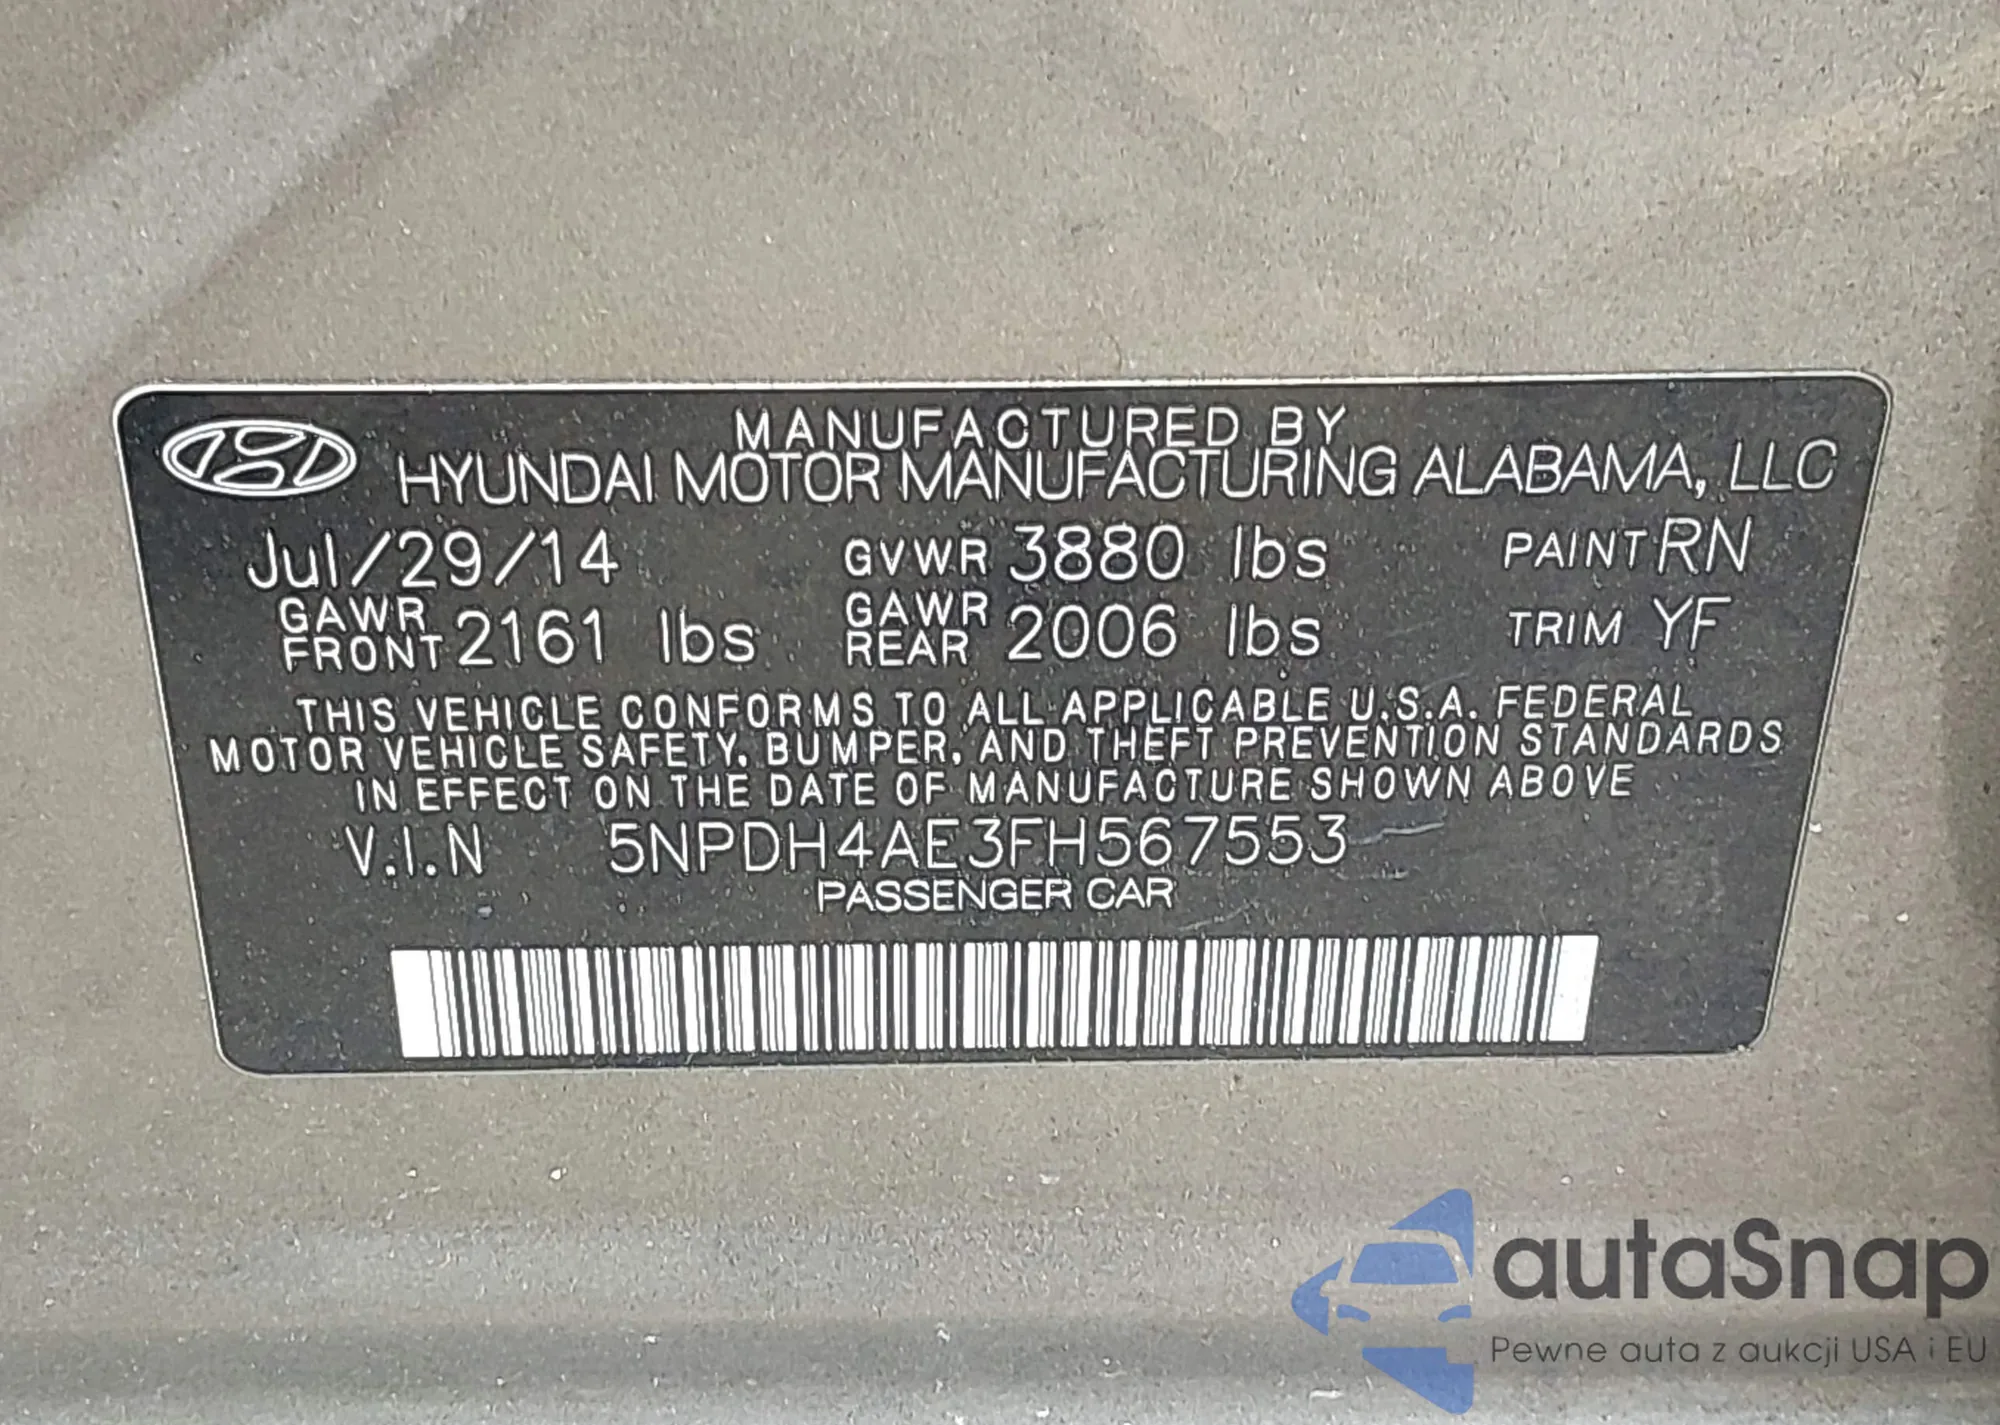 MANUFACTURED BY
HYUNDAI MOTOR MANUFACTURING ALABAMA, LLC
Jul/29/14 GVWR 3880 lbs PAINT RN
GAWR FRONT 2161 lbs GAWR REAR 2006 lbs TRIM YF
THIS VEHICLE CONFORMS TO ALL APPLICABLE U.S.A. FEDERAL
MOTOR VEHICLE SAFETY, BUMPER, AND THEFT PREVENTION STANDARDS
IN EFFECT ON THE DATE OF MANUFACTURE SHOWN ABOVE
V.I.N 5NPDH4AE3FH567553
PASSENGER CAR
autaSnap
Pewne auta z aukcji USA i EU